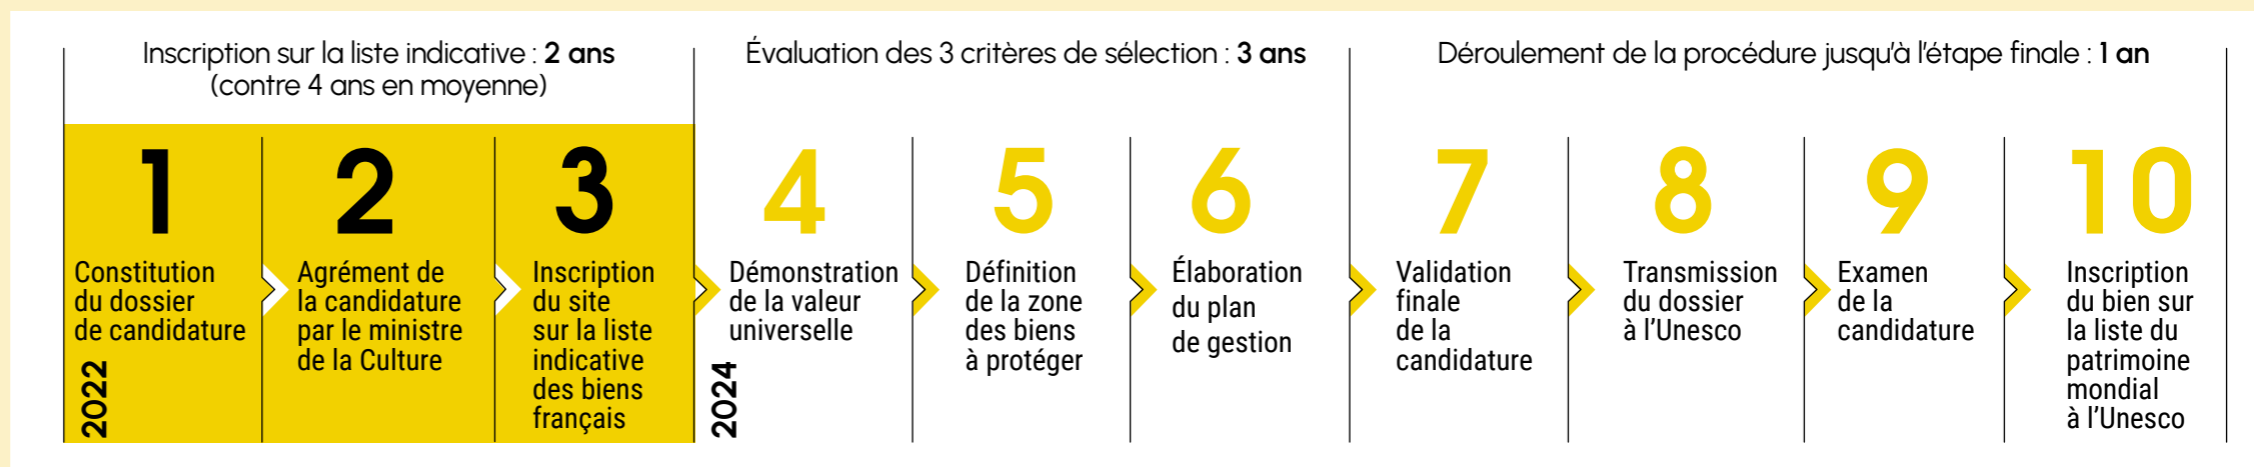 Inscription sur la liste indicative : 2 ans
(contre 4 ans en moyenne)
1
Constitution
du dossier
de candidature
2022
2
Agrément de
la candidature
par le ministre
de la Culture
3
Inscription
du site
sur la liste
indicative
des biens
français
Évaluation des 3 critères de sélection : 3 ans
4
Démonstration
de la valeur
universelle
2024
5
Définition
de la zone
des biens
à protéger
6
Élaboration
du plan
de gestion
Déroulement de la procédure jusqu'à l'étape finale : 1 an
7
Validation
finale
de la
candidature
8
Transmission
du dossier
à l'Unesco
9
Examen
de la
candidature
10
Inscription
du bien sur
la liste du
patrimoine
mondial
à l'Unesco